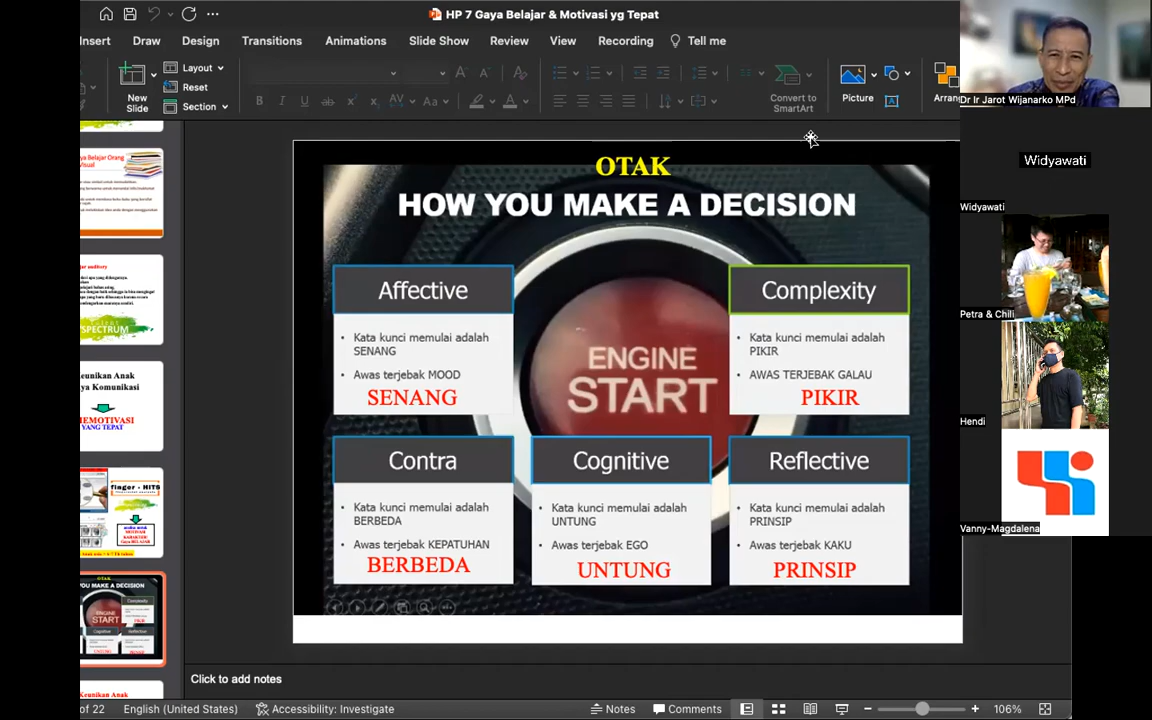 HP 7 Gaya Belajar & Motivasi yg Tepat
Insert Draw Design Transitions Animations Slide Show Review View Recording Tell me
New
Slide
Layout
Reset
Section
Convert to
SmartArt
Picture
Dr Ir Jarot Wijanarko MPd
Widyawati
Widyawati
Petra & Chili
Hendi
Vanny-Magdalena
OTAK
HOW YOU MAKE A DECISION
Affective
• Kata kunci memulai adalah
SENANG
• Awas terjebak MOOD
SENANG
ENGINE
START
Complexity
• Kata kunci memulai adalah
PIKIR
• AWAS TERJEBAK GALAU
PIKIR
Contra
• Kata kunci memulai adalah
BERBEDA
• Awas terjebak KEPATUHAN
BERBEDA
Cognitive
• Kata kunci memulai adalah
UNTUNG
• Awas terjebak EGO
UNTUNG
Reflective
• Kata kunci memulai adalah
PRINSIP
• Awas terjebak KAKU
PRINSIP
SPECTRUM
YANG TEPAT
finger - HITS
Click to add notes
of 22 English (United States) Accessibility: Investigate Notes Comments 106%